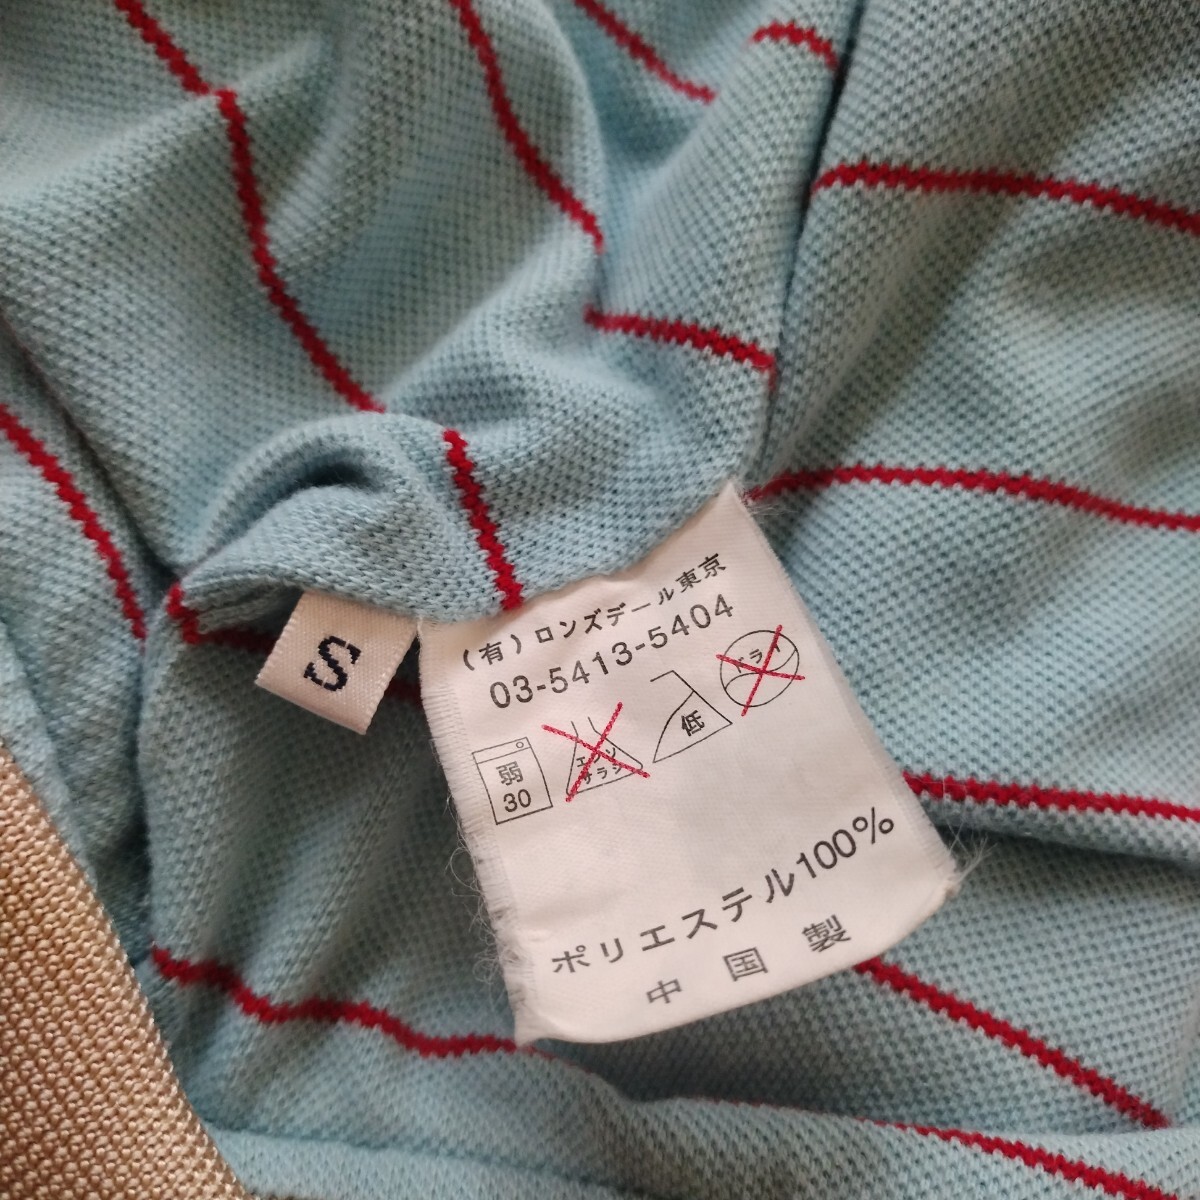 S
(有)ロンズデール東京
03-5413-5404
弱
30
エンソ
サラシ
低
ドライ
ポリエステル100%
中国製